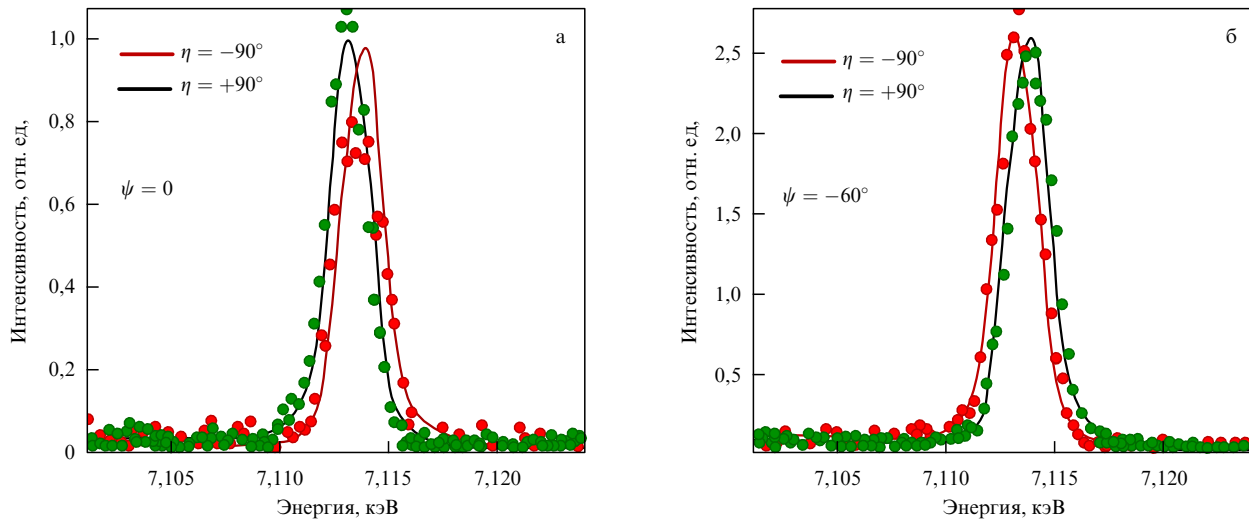 Интенсивность, отн. ед,
1,0
0,8
0,6
0,4
0,2
0
а
η = −90°
η = +90°
ψ = 0
7,105 7,110 7,115 7,120
Энергия, кэВ
Интенсивность, отн. ед,
2,5
2,0
1,5
1,0
0,5
б
η = −90°
η = +90°
ψ = −60°
7,105 7,110 7,115 7,120
Энергия, кэВ